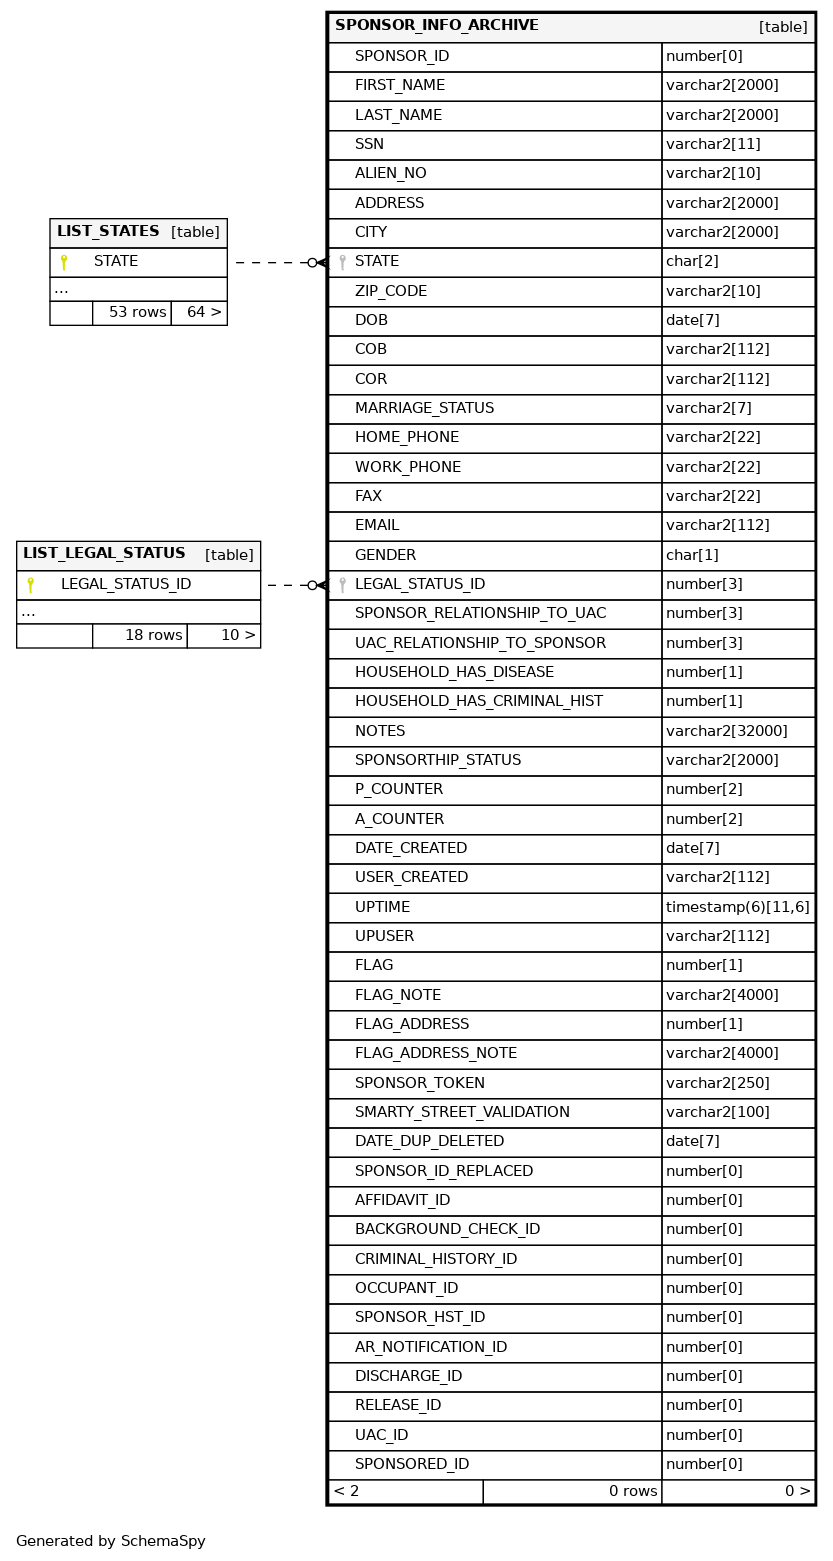 SPONSOR_INFO_ARCHIVE [table]
SPONSOR_ID number[0]
FIRST_NAME varchar2[2000]
LAST_NAME varchar2[2000]
SSN varchar2[11]
ALIEN_NO varchar2[10]
ADDRESS varchar2[2000]
CITY varchar2[2000]
STATE char[2]
ZIP_CODE varchar2[10]
DOB date[7]
COB varchar2[112]
COR varchar2[112]
MARRIAGE_STATUS varchar2[7]
HOME_PHONE varchar2[22]
WORK_PHONE varchar2[22]
FAX varchar2[22]
EMAIL varchar2[112]
GENDER char[1]
LEGAL_STATUS_ID number[3]
SPONSOR_RELATIONSHIP_TO_UAC number[3]
UAC_RELATIONSHIP_TO_SPONSOR number[3]
HOUSEHOLD_HAS_DISEASE number[1]
HOUSEHOLD_HAS_CRIMINAL_HIST number[1]
NOTES varchar2[32000]
SPONSORTHIP_STATUS varchar2[2000]
P_COUNTER number[2]
A_COUNTER number[2]
DATE_CREATED date[7]
USER_CREATED varchar2[112]
UPTIME timestamp(6)[11,6]
UPUSER varchar2[112]
FLAG number[1]
FLAG_NOTE varchar2[4000]
FLAG_ADDRESS number[1]
FLAG_ADDRESS_NOTE varchar2[4000]
SPONSOR_TOKEN varchar2[250]
SMARTY_STREET_VALIDATION varchar2[100]
DATE_DUP_DELETED date[7]
SPONSOR_ID_REPLACED number[0]
AFFIDAVIT_ID number[0]
BACKGROUND_CHECK_ID number[0]
CRIMINAL_HISTORY_ID number[0]
OCCUPANT_ID number[0]
SPONSOR_HST_ID number[0]
AR_NOTIFICATION_ID number[0]
DISCHARGE_ID number[0]
RELEASE_ID number[0]
UAC_ID number[0]
SPONSORED_ID number[0]
< 2 0 rows 0 >
LIST_STATES [table]
STATE
...
53 rows 64 >
LIST_LEGAL_STATUS [table]
LEGAL_STATUS_ID
...
18 rows 10 >
Generated by SchemaSpy